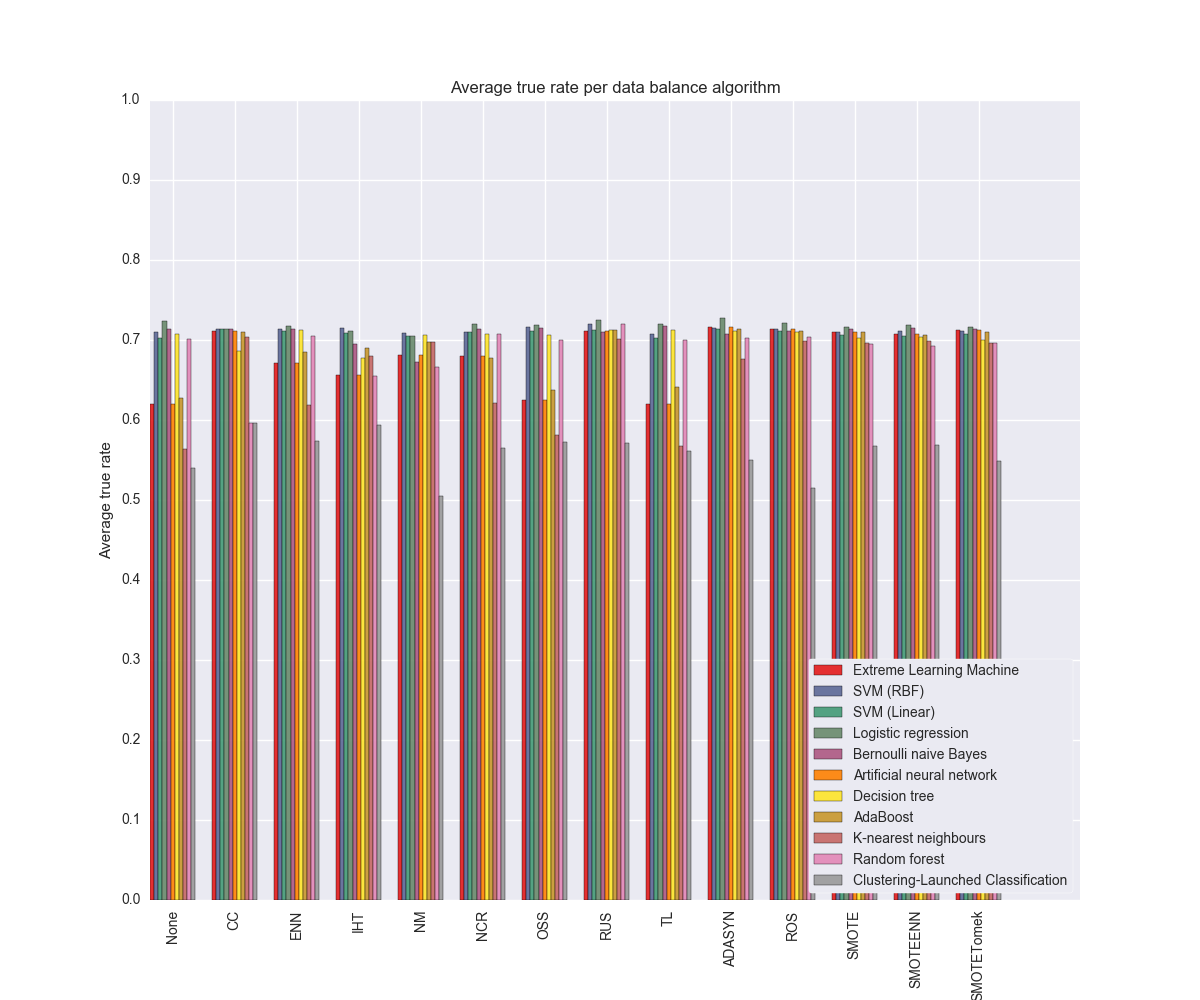 Average true rate per data balance algorithm
1.0
0.9
0.8
0.7
0.6
0.5
0.4
0.3
0.2
0.1
0.0
Average true rate
Extreme Learning Machine
SVM (RBF)
SVM (Linear)
Logistic regression
Bernoulli naive Bayes
Artificial neural network
Decision tree
AdaBoost
K-nearest neighbours
Random forest
Clustering-Launched Classification
None
CC
ENN
IHT
NM
NCR
OSS
RUS
TL
ADASYN
ROS
SMOTE
SMOTEENN
SMOTETomek